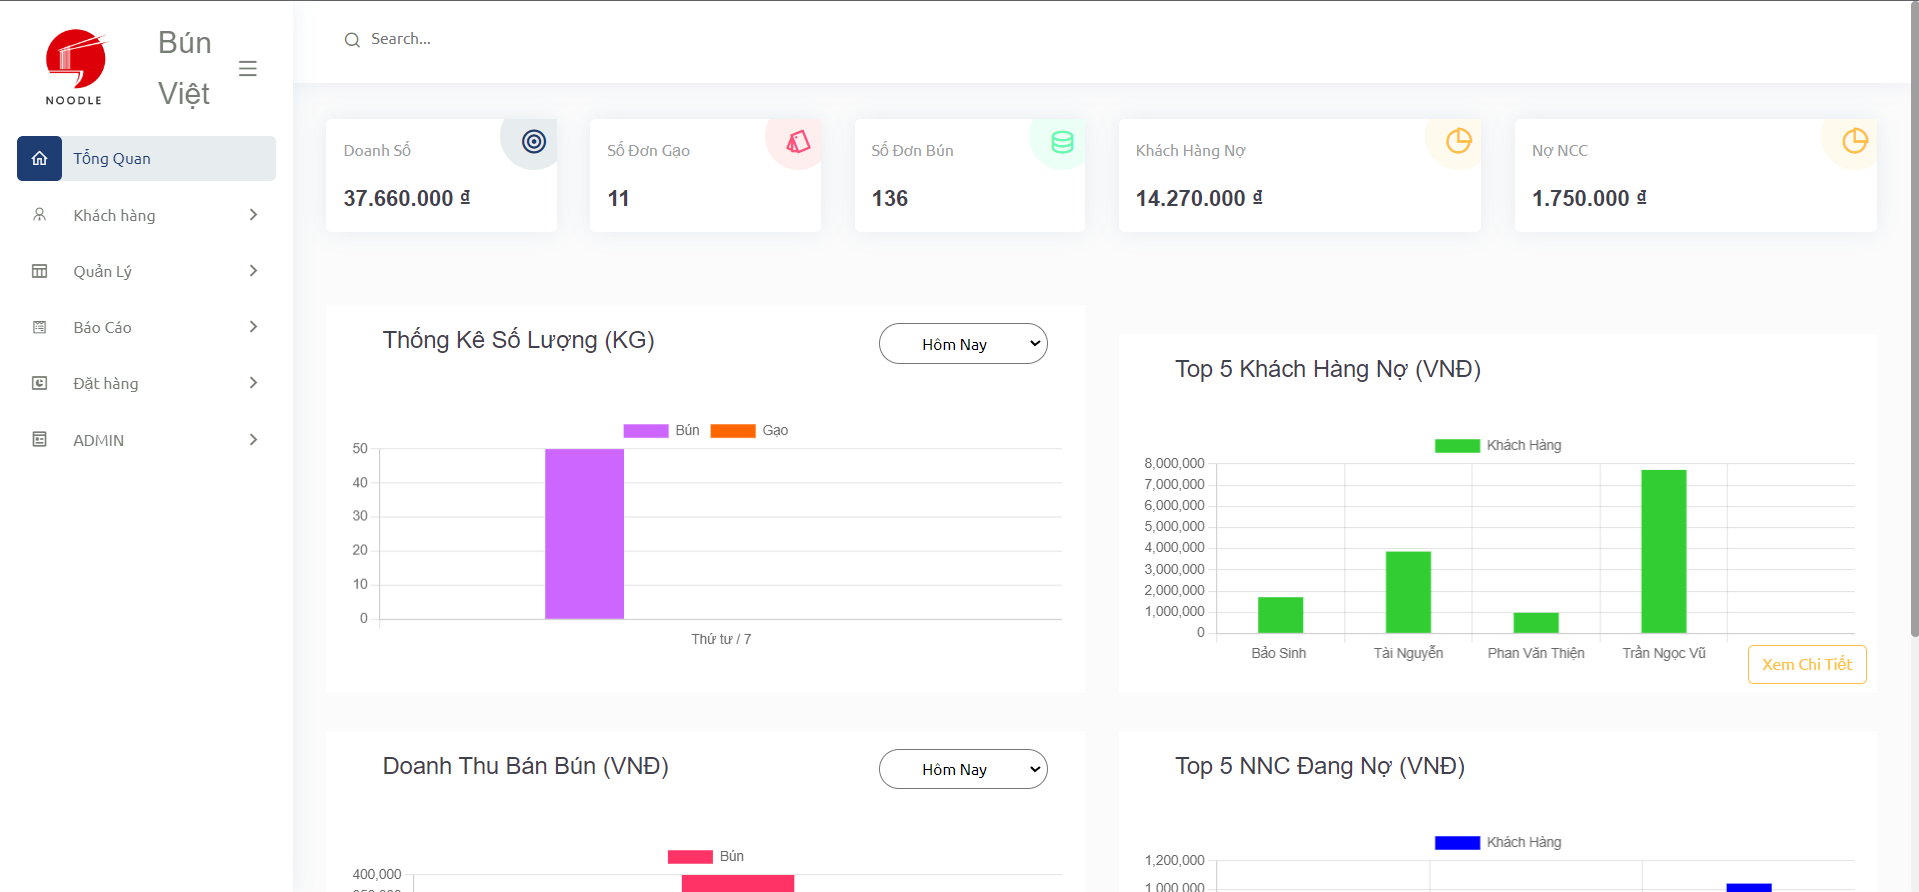 NOODLE
Bún
Việt
Search...
Tổng Quan
Khách hàng
Quản Lý
Báo Cáo
Đặt hàng
ADMIN
Doanh Số
37.660.000 ₫
Số Đơn Gạo
11
Số Đơn Bún
136
Khách Hàng Nợ
14.270.000 ₫
Nợ NCC
1.750.000 ₫
Thống Kê Số Lượng (KG)
Hôm Nay
Bún
Gạo
50
40
30
20
10
0
Thứ tư / 7
Top 5 Khách Hàng Nợ (VNĐ)
Khách Hàng
8,000,000
7,000,000
6,000,000
5,000,000
4,000,000
3,000,000
2,000,000
1,000,000
0
Bảo Sinh
Tài Nguyễn
Phan Văn Thiện
Trần Ngọc Vũ
Xem Chi Tiết
Doanh Thu Bán Bún (VNĐ)
Hôm Nay
Bún
400,000
Top 5 NNC Đang Nợ (VNĐ)
Khách Hàng
1,200,000
1,000,000